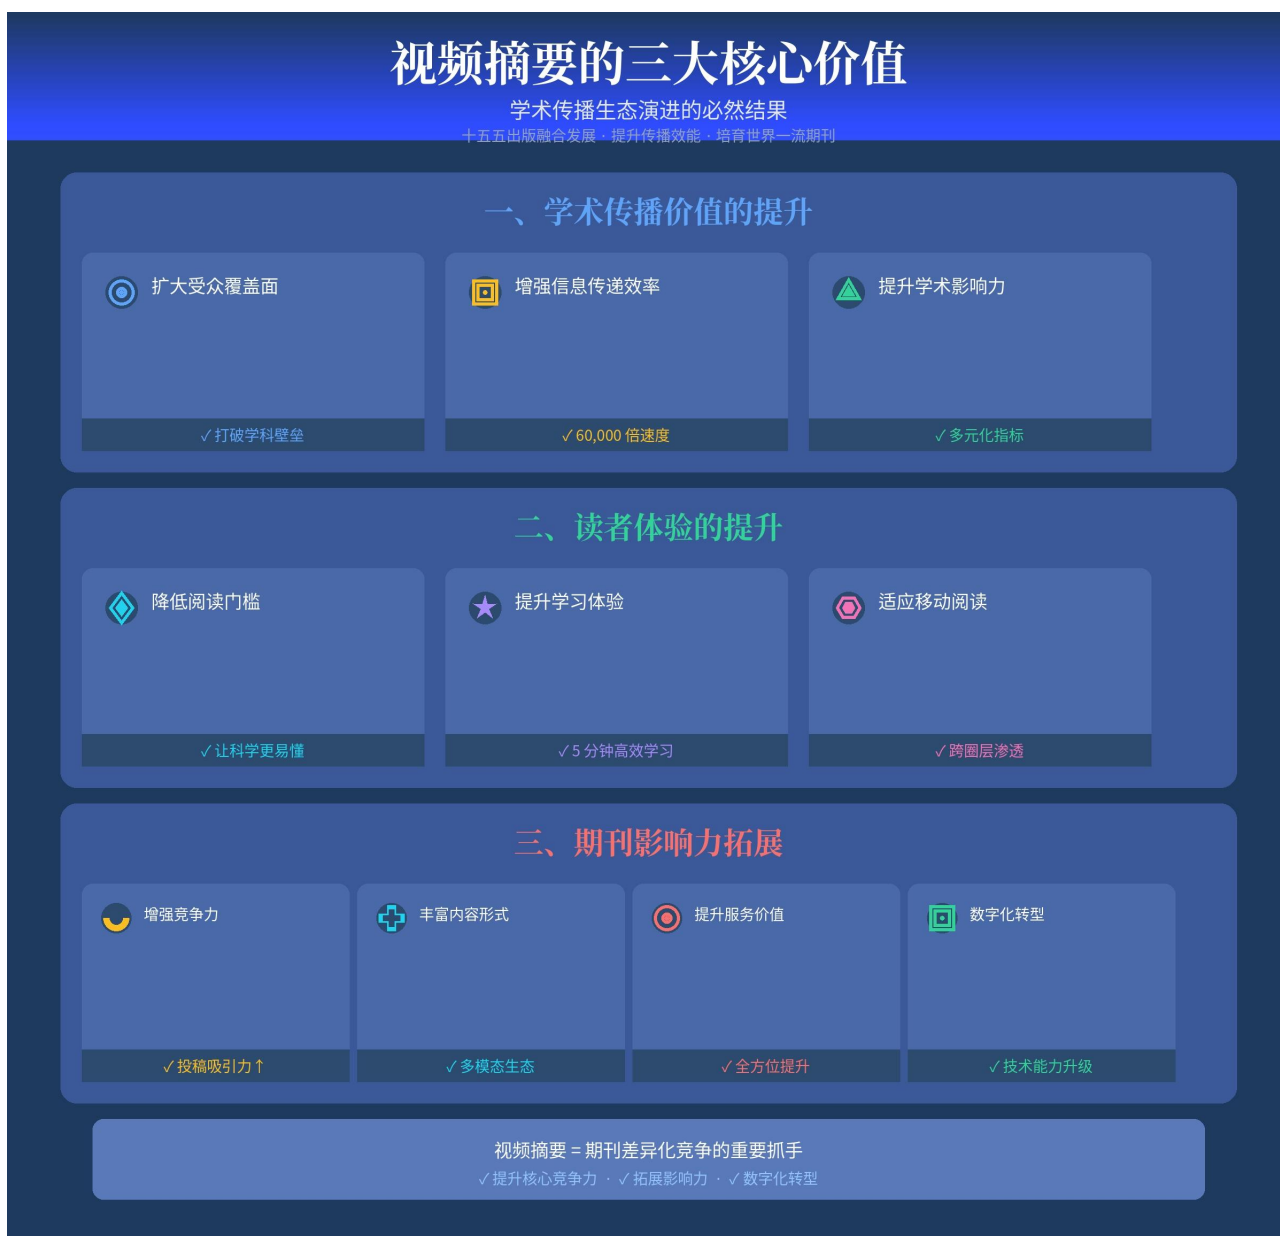 视频摘要的三大核心价值
学术传播生态演进的必然结果
十五五出版融合发展 · 提升传播效能 · 培育世界一流期刊
一、学术传播价值的提升
扩大受众覆盖面
✓打破学科壁垒
增强信息传递效率
✓60,000 倍速度
提升学术影响力
✓多元化指标
二、读者体验的提升
降低阅读门槛
✓让科学更易懂
提升学习体验
✓5 分钟高效学习
适应移动阅读
✓跨圈层渗透
三、期刊影响力拓展
增强竞争力
✓投稿吸引力↑
丰富内容形式
✓多模态生态
提升服务价值
✓全方位提升
数字化转型
✓技术能力升级
视频摘要 = 期刊差异化竞争的重要抓手
✓提升核心竞争力 · ✓拓展影响力 · ✓数字化转型